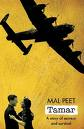 MAL PEET
Tamar
A story of secrecy
and survival